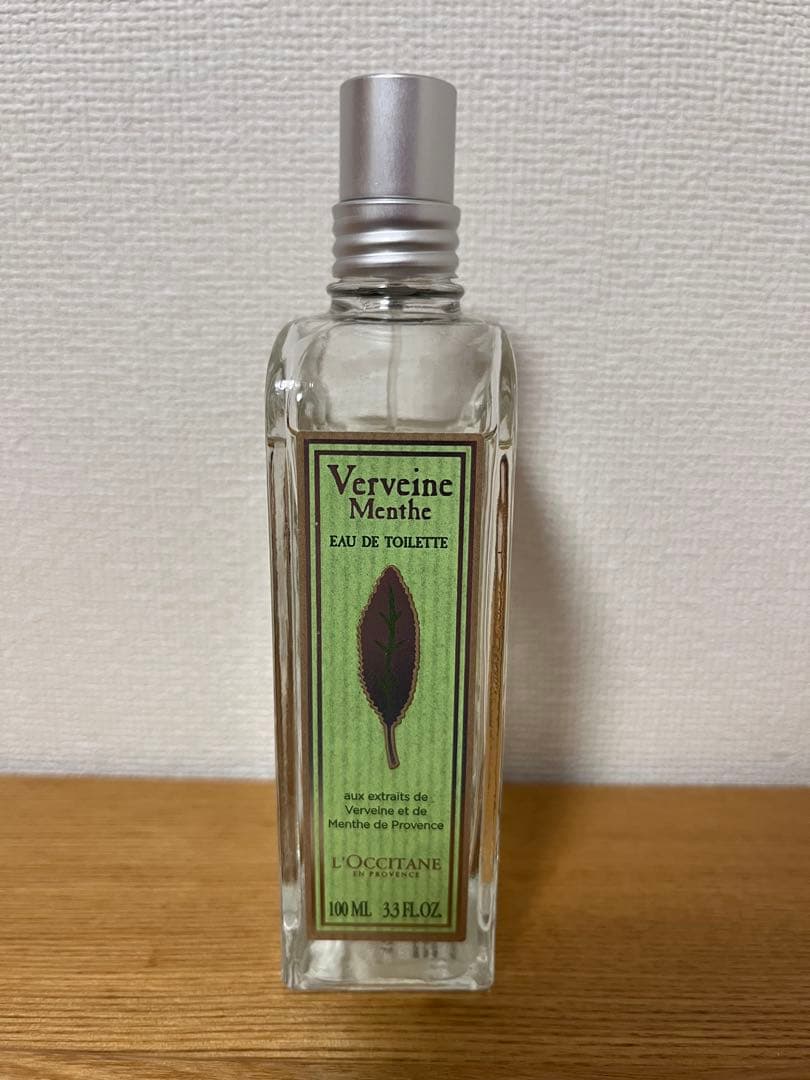 Verveine
Menthe
EAU DE TOILETTE
aux extraits de
Verveine et de
Menthe de Provence
L'OCCITANE
EN PROVENCE
100 ML 3.3 FL.OZ.